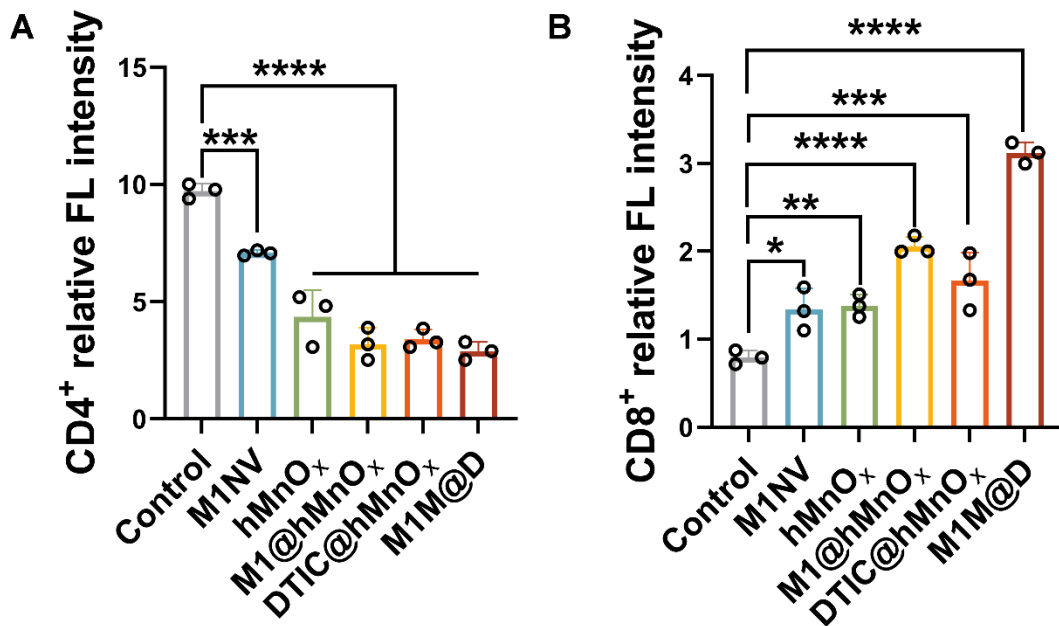 A
CD4⁺ relative FL intensity
15
10
5
0
****
***
Control
M1NV
hMnOₓ
M1@hMnOₓ
DTIC@hMnOₓ
M1M@D
B
CD8⁺ relative FL intensity
4
3
2
1
0
****
***
****
**
*
Control
M1NV
hMnOₓ
M1@hMnOₓ
DTIC@hMnOₓ
M1M@D